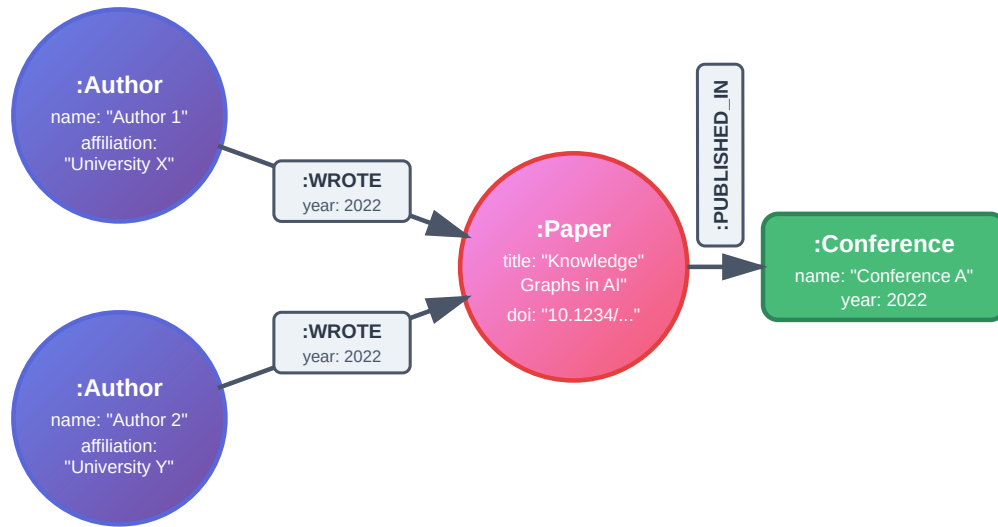 :Author
name: "Author 1"
affiliation:
"University X"
:WROTE
year: 2022
:Author
name: "Author 2"
affiliation:
"University Y"
:WROTE
year: 2022
:Paper
title: "Knowledge"
Graphs in AI"
doi: "10.1234/..."
:PUBLISHED_IN
:Conference
name: "Conference A"
year: 2022